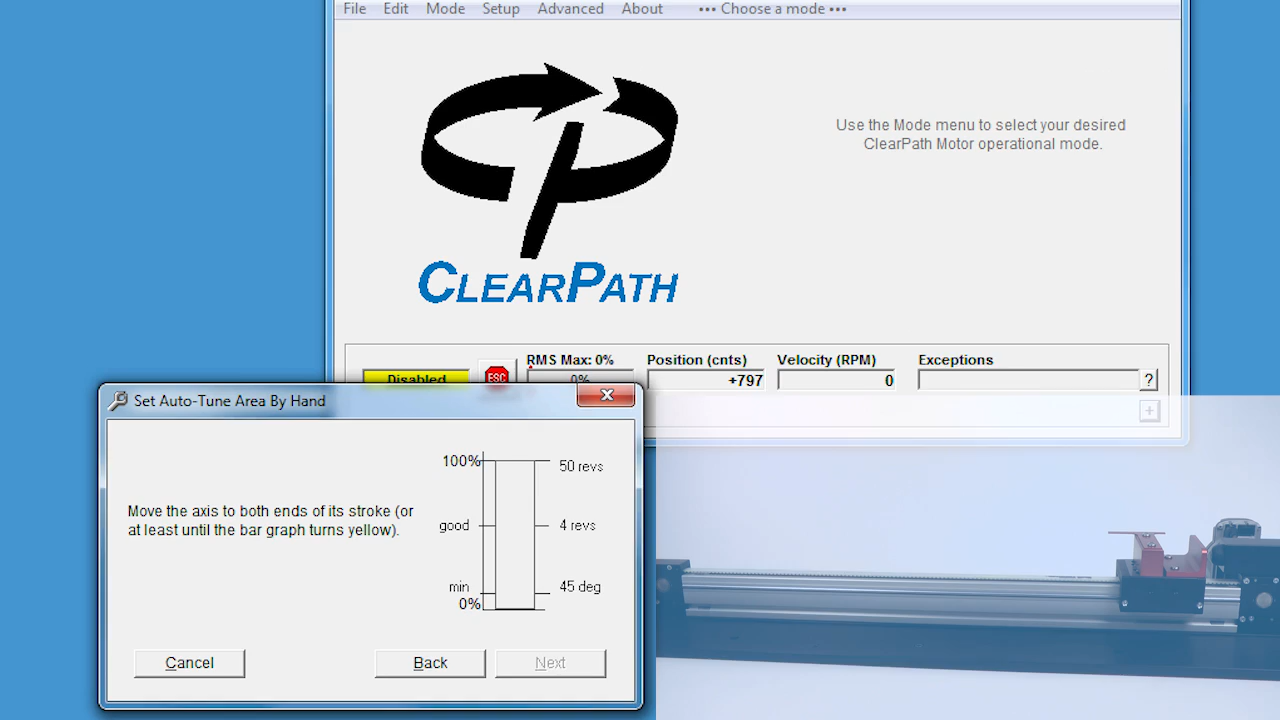 File Edit Mode Setup Advanced About ••• Choose a mode •••
Use the Mode menu to select your desired
ClearPath Motor operational mode.
CLEARPATH
RMS Max: 0% Position (cnts) Velocity (RPM) Exceptions
Disabled ESC 0% +797 0 ?
+
Set Auto-Tune Area By Hand
100% 50 revs
Move the axis to both ends of its stroke (or
at least until the bar graph turns yellow).
good 4 revs
min 45 deg
0%
Cancel Back Next